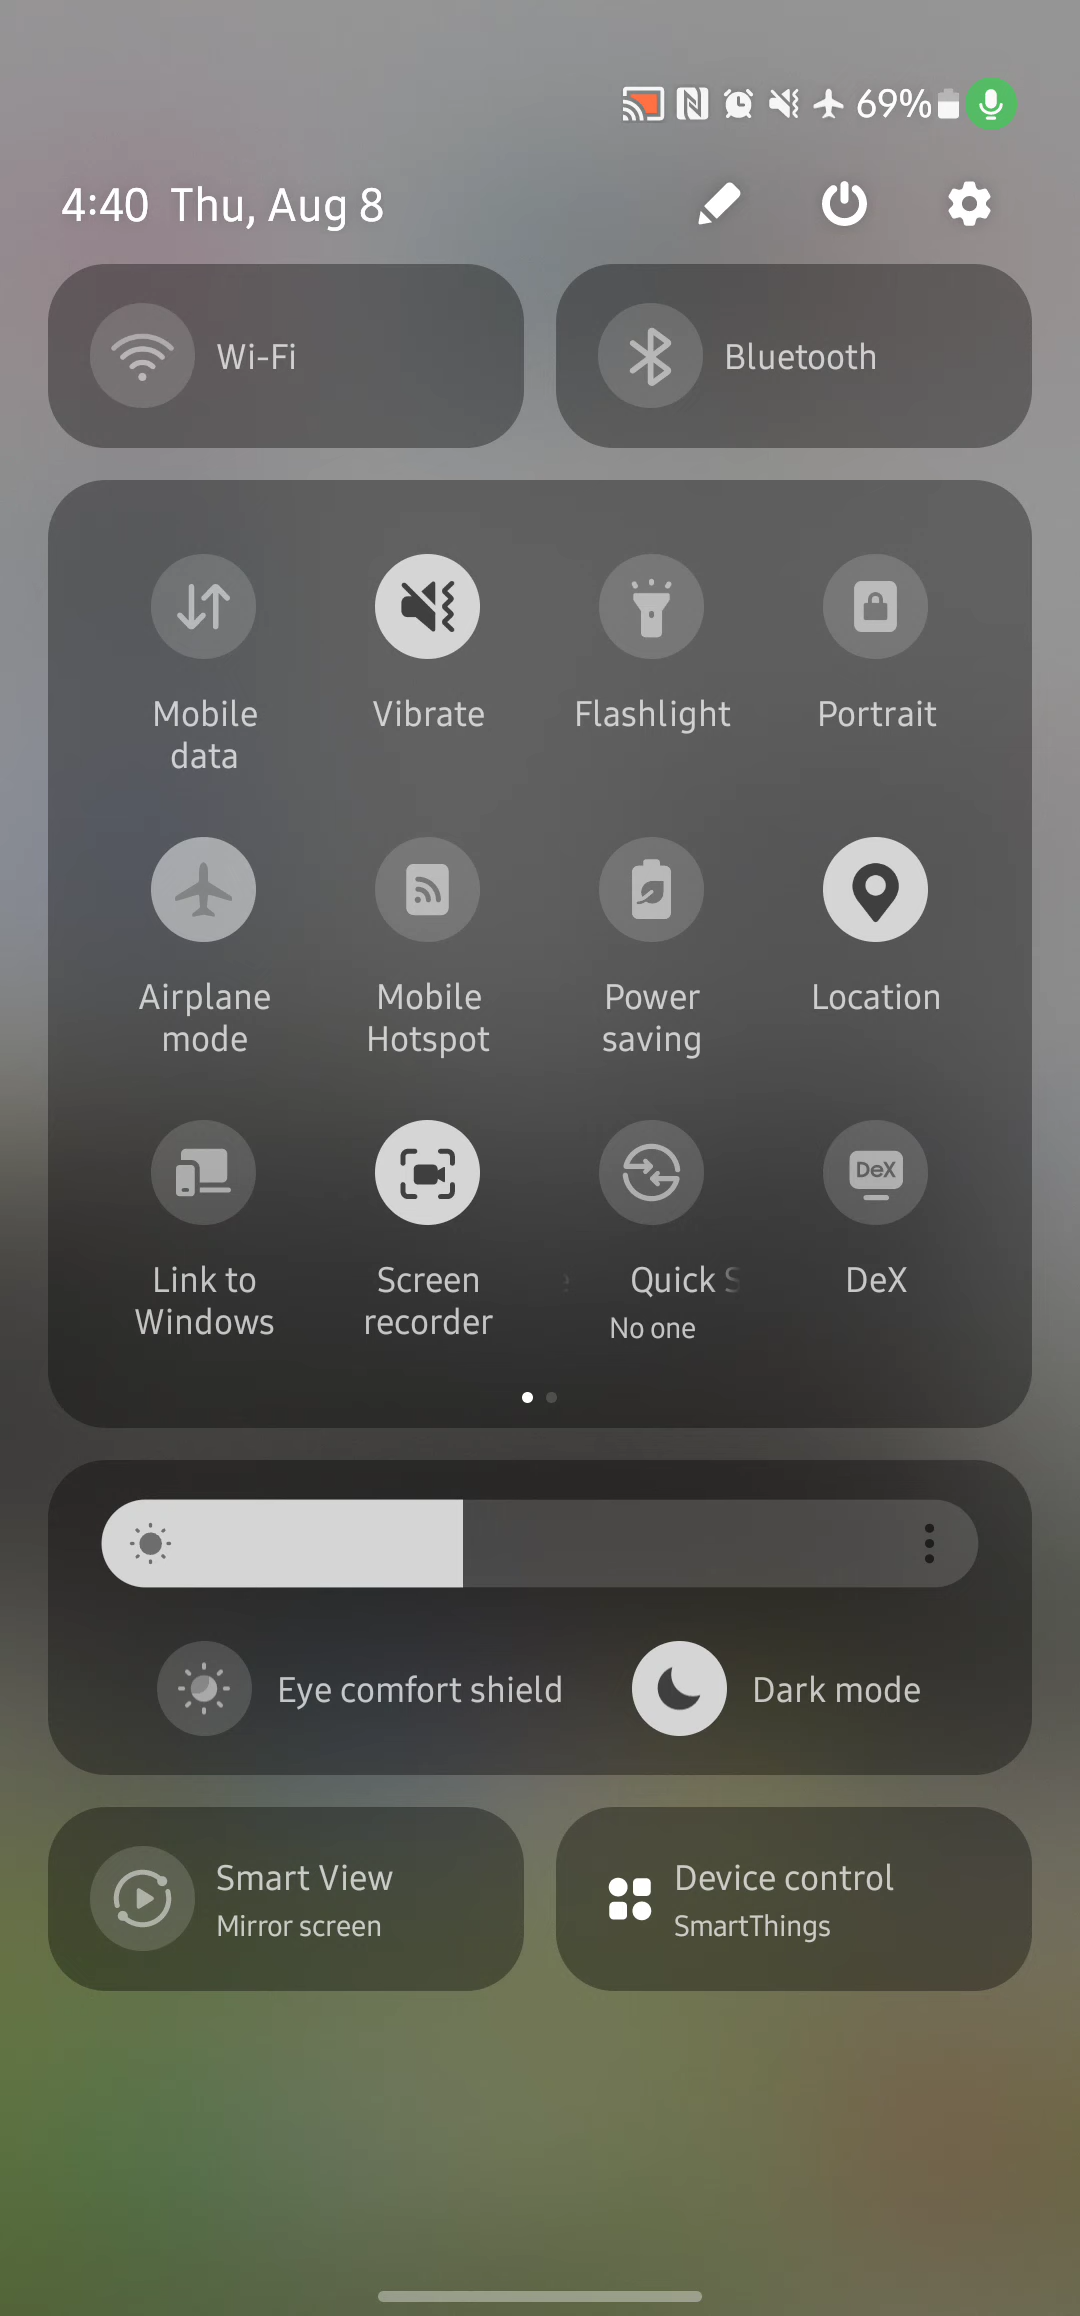 69%
4:40 Thu, Aug 8
Wi-Fi
Bluetooth
Mobile
data
Vibrate
Flashlight
Portrait
Airplane
mode
Mobile
Hotspot
Power
saving
Location
Link to
Windows
Screen
recorder
Quick S
No one
DeX
DeX
Eye comfort shield
Dark mode
Smart View
Mirror screen
Device control
SmartThings